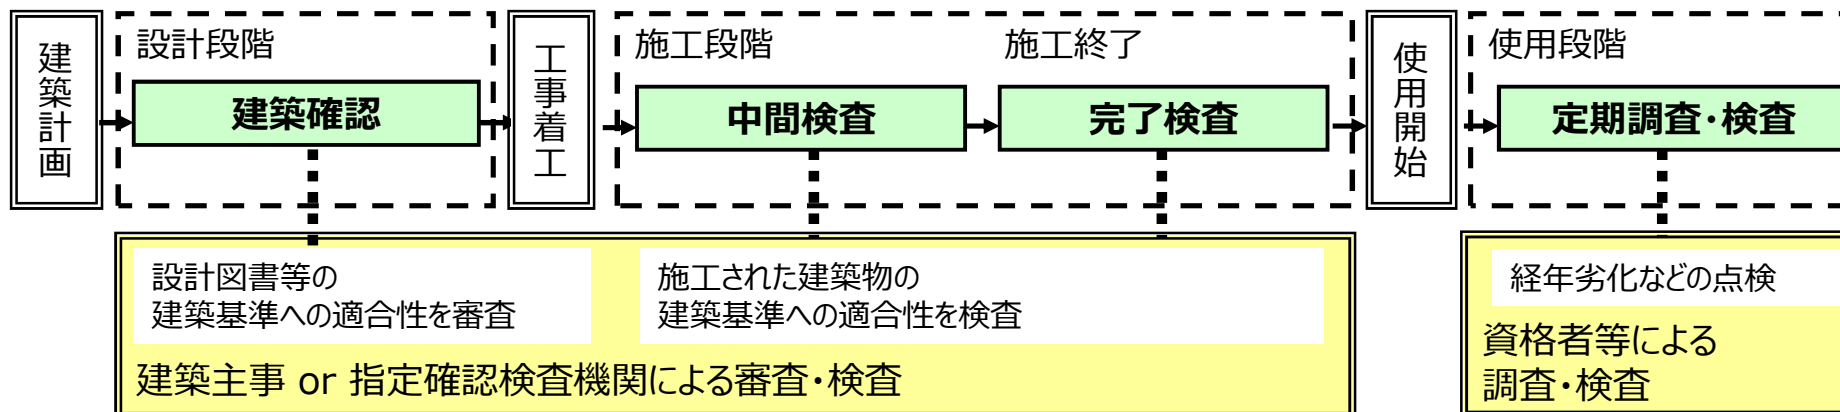 建築計画
設計段階
建築確認
工事着工
施工段階
施工終了
中間検査
完了検査
使用開始
使用段階
定期調査・検査
設計図書等の
建築基準への適合性を審査
施工された建築物の
建築基準への適合性を検査
建築主事 or 指定確認検査機関による審査・検査
経年劣化などの点検
資格者等による
調査・検査